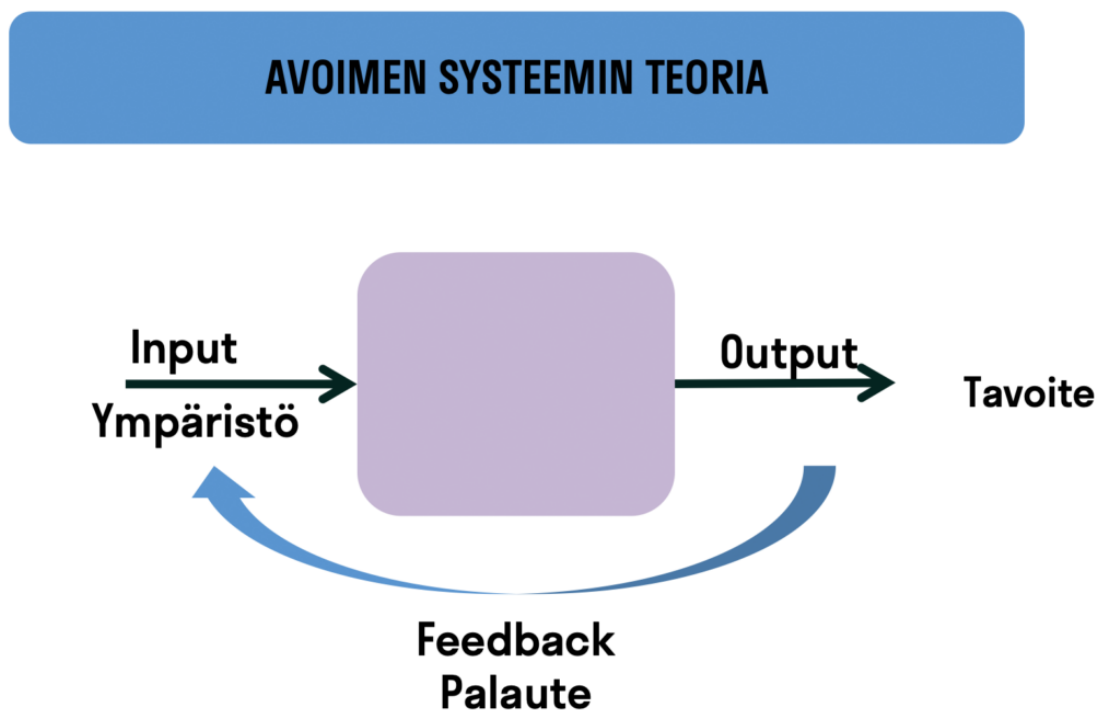 AVOIMEN SYSTEEMIN TEORIA
Input
Ympäristö
Output
Tavoite
Feedback
Palaute